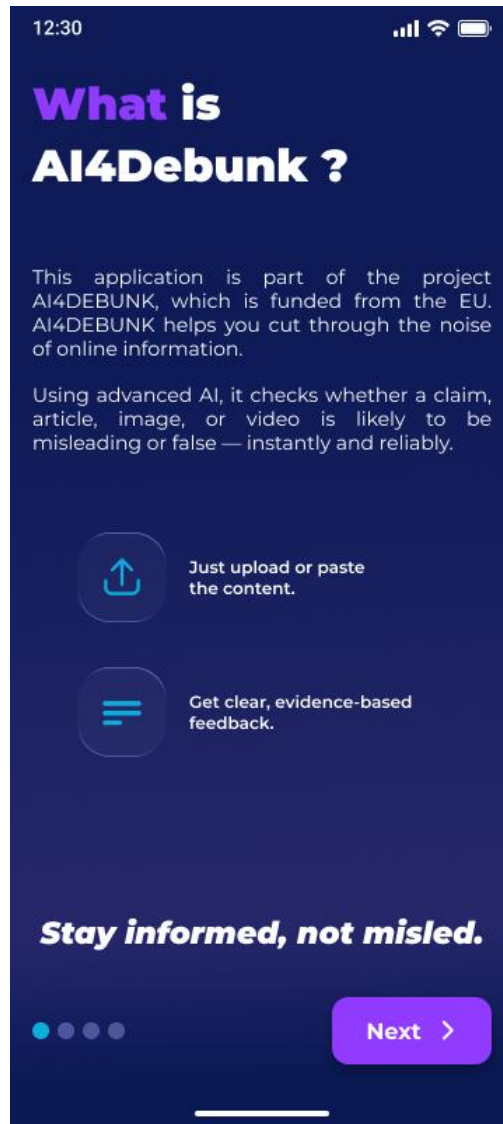 12:30
What is
AI4Debunk ?
This application is part of the project
AI4DEBUNK, which is funded from the EU.
AI4DEBUNK helps you cut through the noise
of online information.
Using advanced AI, it checks whether a claim,
article, image, or video is likely to be
misleading or false — instantly and reliably.
Just upload or paste
the content.
Get clear, evidence-based
feedback.
Stay informed, not misled.
Next